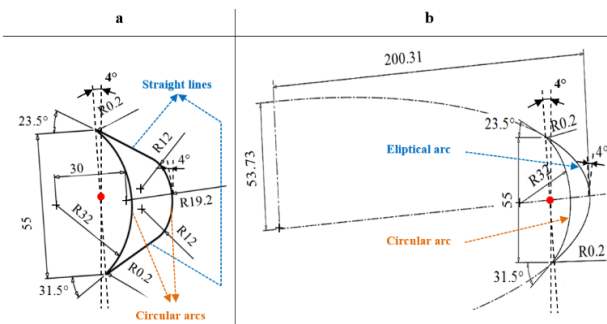 a
b
4°
R0.2
23.5°
Straight lines
R12
4°
30
R32
55
R19.2
R12
R0.2
31.5°
Circular arcs
200.31
4°
23.5°
R0.2
Eliptical arc
4°
53.73
R32
55
Circular arc
R0.2
31.5°